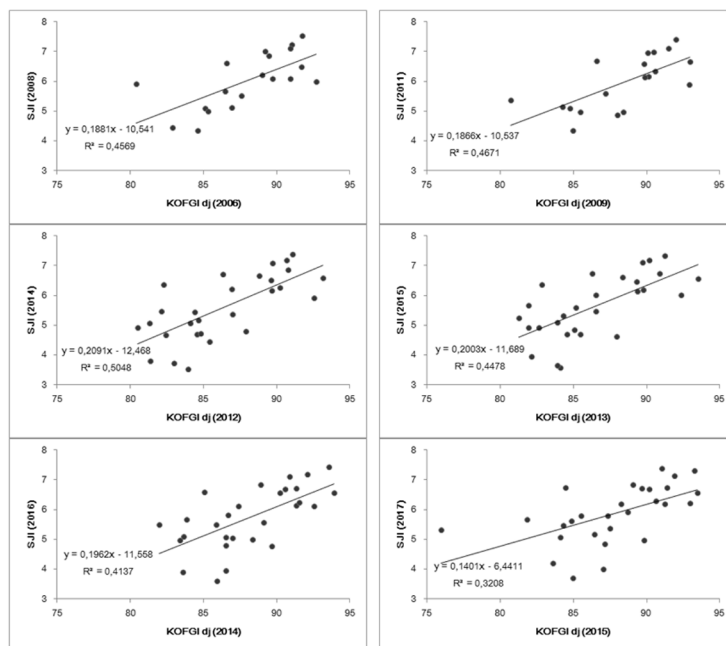 8
7
6
5
4
3
SJI (2008)
y = 0,1881x - 10,541
R² = 0,4569
75 80 85 90 95
KOFGI dj (2006)
8
7
6
5
4
3
SJI (2011)
y = 0,1866x - 10,537
R² = 0,4671
75 80 85 90 95
KOFGI dj (2009)
8
7
6
5
4
3
SJI (2014)
y = 0,2091x - 12,468
R² = 0,5048
75 80 85 90 95
KOFGI dj (2012)
8
7
6
5
4
3
SJI (2015)
y = 0,2003x - 11,689
R² = 0,4478
75 80 85 90 95
KOFGI dj (2013)
8
7
6
5
4
3
SJI (2016)
y = 0,1962x - 11,558
R² = 0,4137
75 80 85 90 95
KOFGI dj (2014)
8
7
6
5
4
3
SJI (2017)
y = 0,1401x - 6,4411
R² = 0,3208
75 80 85 90 95
KOFGI dj (2015)